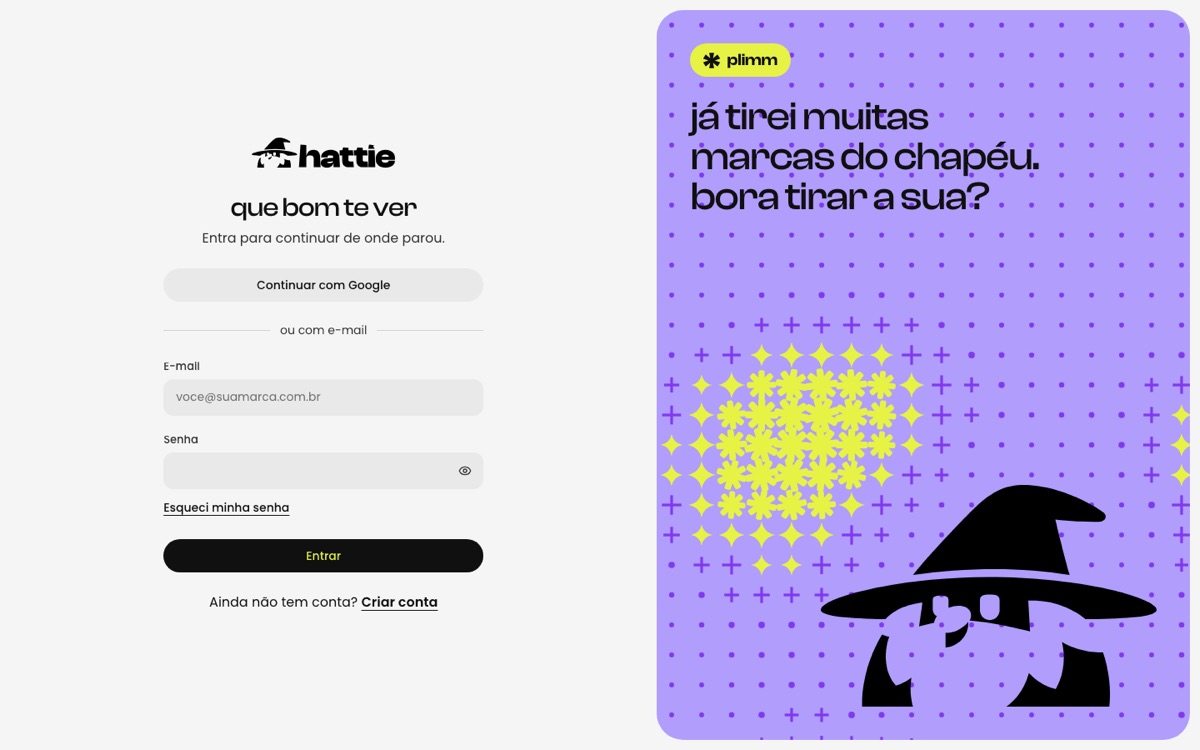 hattie
que bom te ver
Entra para continuar de onde parou.
Continuar com Google
ou com e-mail
E-mail
voce@suamarca.com.br
Senha
Esqueci minha senha
Entrar
Ainda não tem conta? Criar conta
plimm
já tirei muitas
marcas do chapéu.
bora tirar a sua?